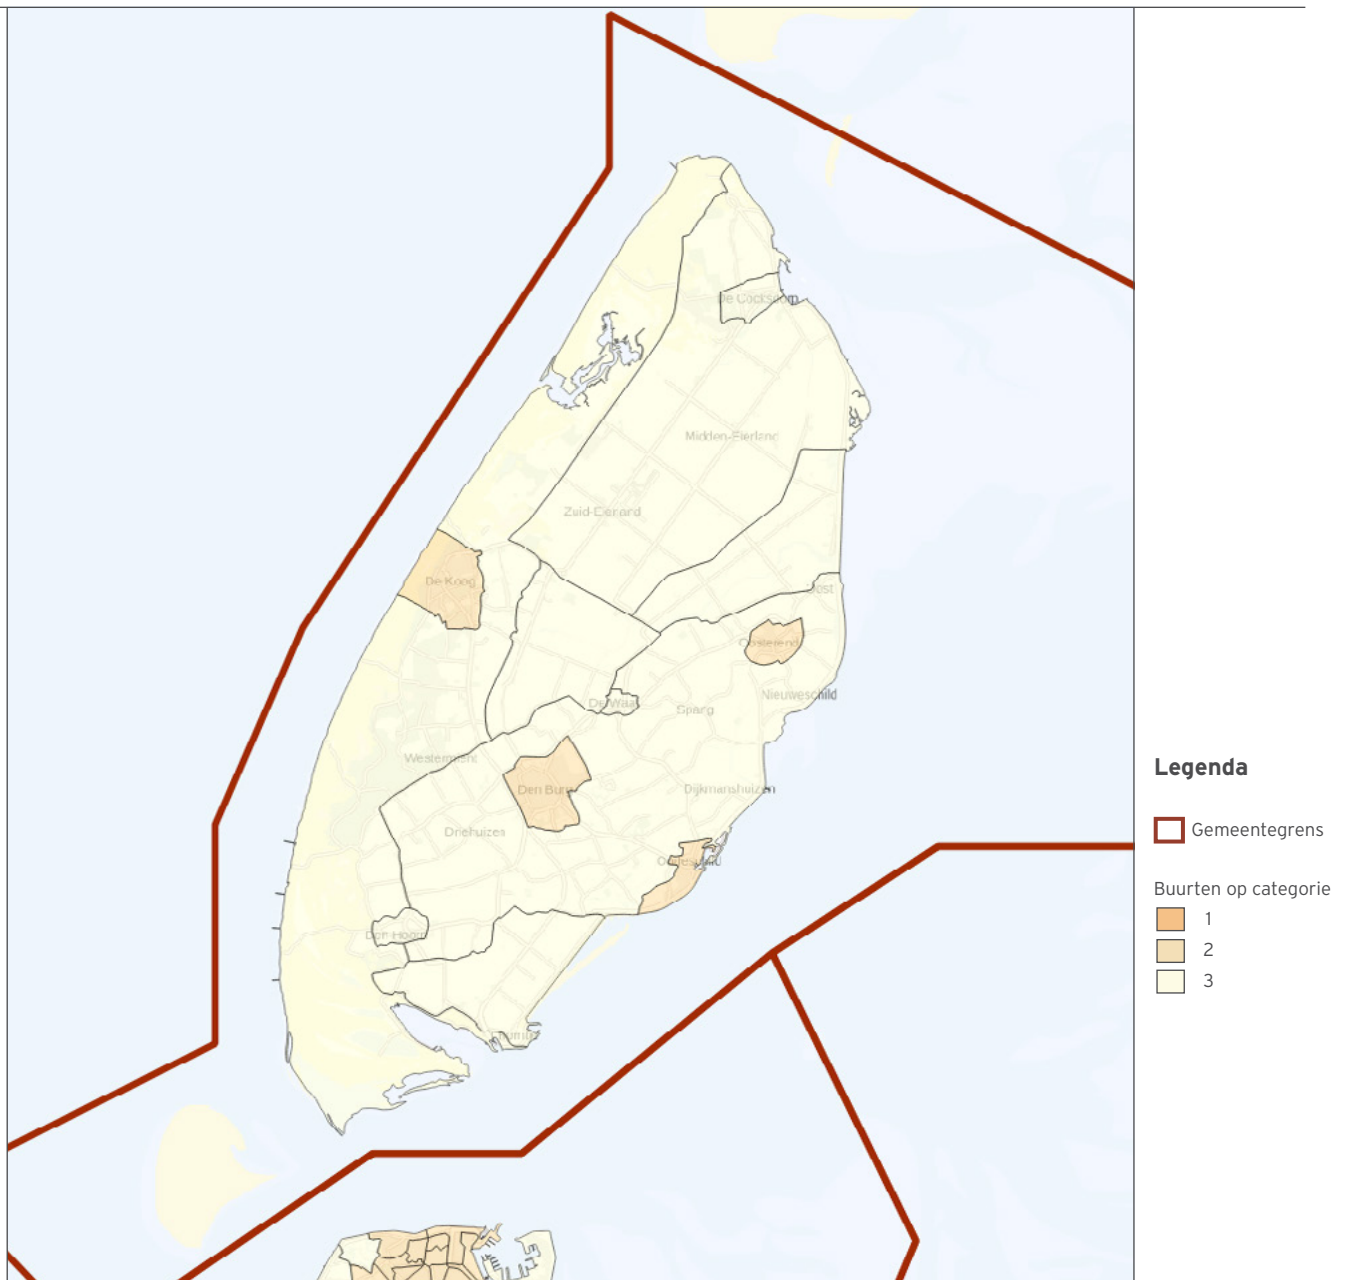 De Cocksdorp
Midden-Eierland
Zuid-Eierland
De Koog
Oost
Oosterend
Nieuweschild
De Waal
Spang
Westermient
Den Burg
Dijkmanshuizen
Driehuizen
Oudeschild
Den Hoorn
Legenda
Gemeentegrens
Buurten op categorie
1
2
3